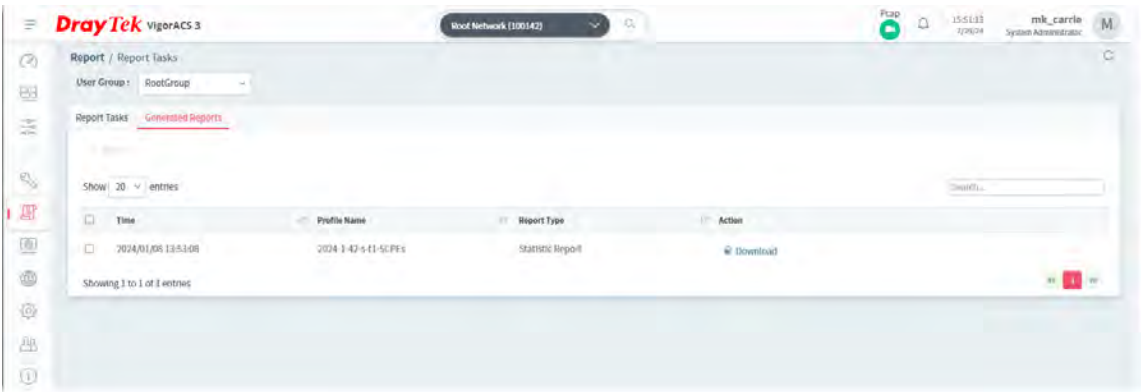 DrayTek VigorACS 3
Root Network (100142)
Pcap
15:51:33
mk_carrie
System Administrator
M
Report / Report Tasks
User Group :
RootGroup
Report Tasks
Generated Reports
Show 20 entries
Search...
Time
Profile Name
Report Type
Action
2024/01/08 13:53:08
Statistic Report
Download
Showing 1 to 1 of 1 entries
1